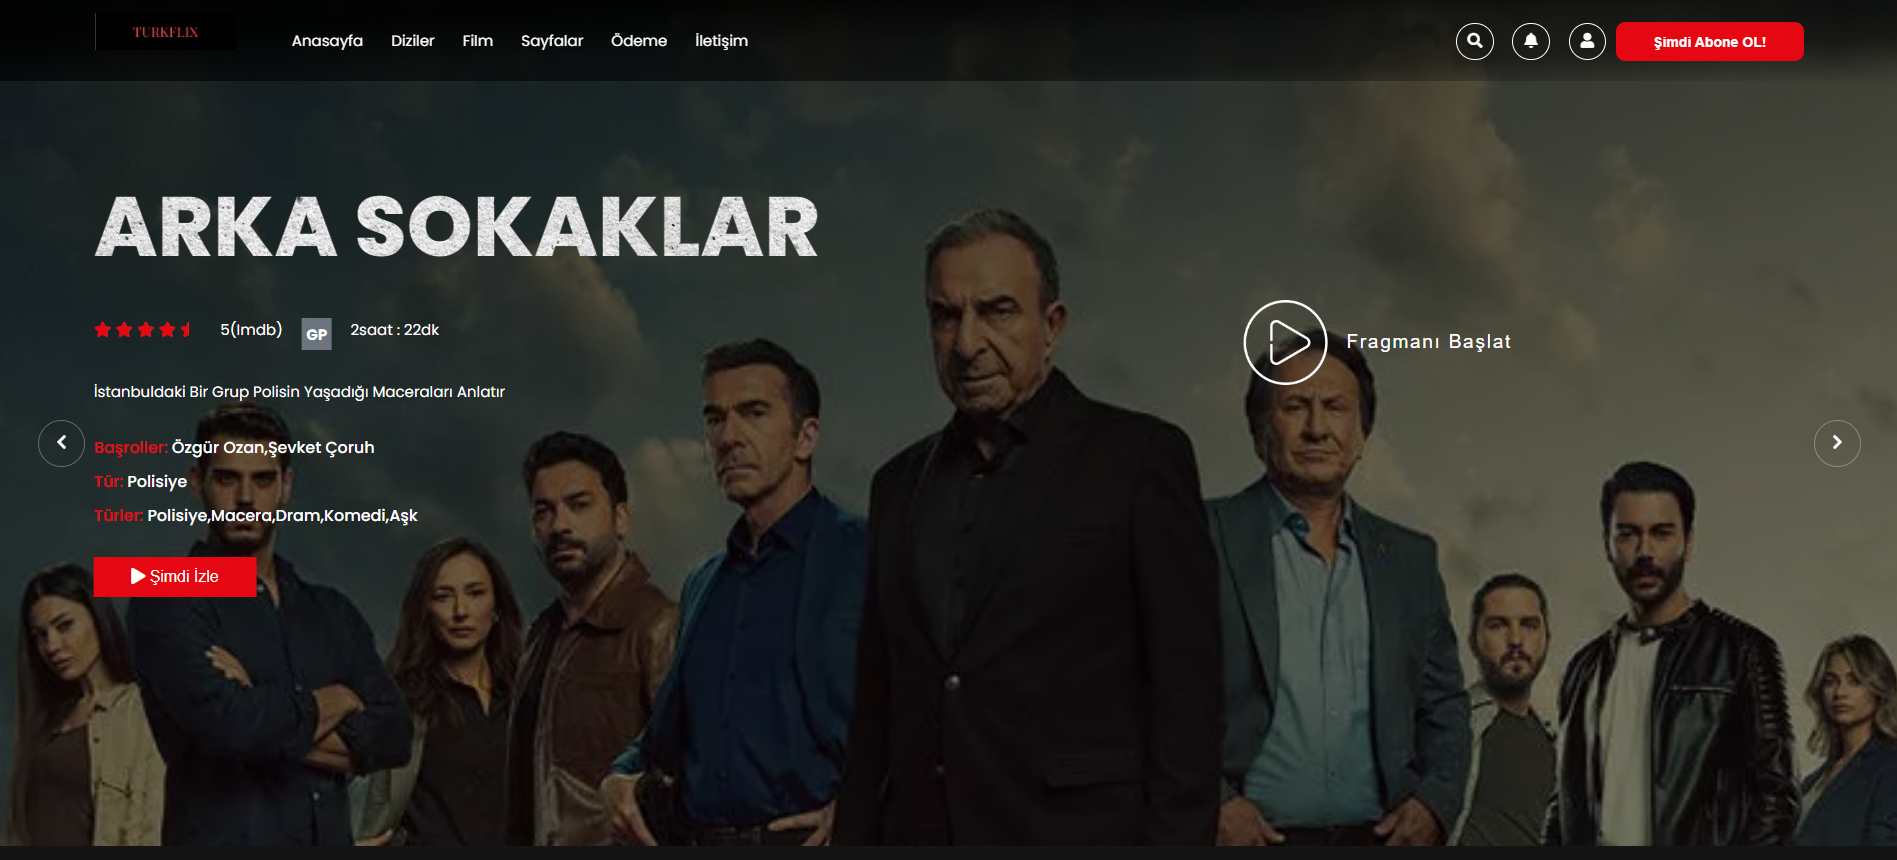 TURKFLIX
Anasayfa Diziler Film Sayfalar Ödeme İletişim
Şimdi Abone OL!
ARKA SOKAKLAR
5(Imdb) GP 2saat : 22dk
Fragmanı Başlat
İstanbuldaki Bir Grup Polisin Yaşadığı Maceraları Anlatır
Başroller: Özgür Ozan,Şevket Çoruh
Tür: Polisiye
Türler: Polisiye,Macera,Dram,Komedi,Aşk
Şimdi İzle